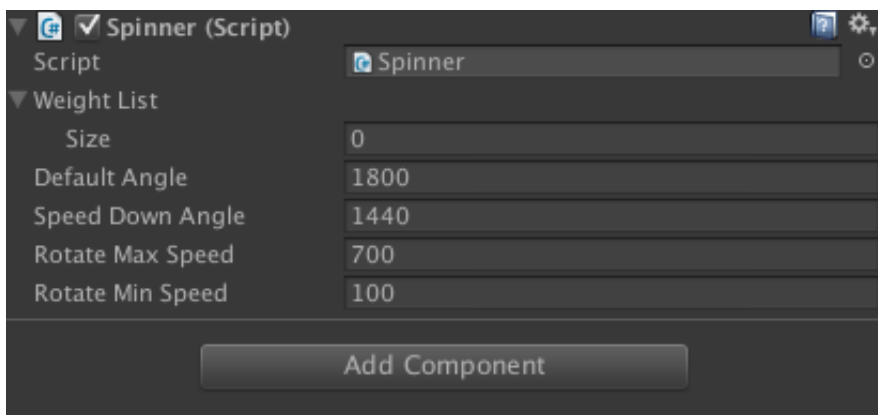 Spinner (Script)
Script Spinner
Weight List
Size 0
Default Angle 1800
Speed Down Angle 1440
Rotate Max Speed 700
Rotate Min Speed 100
Add Component